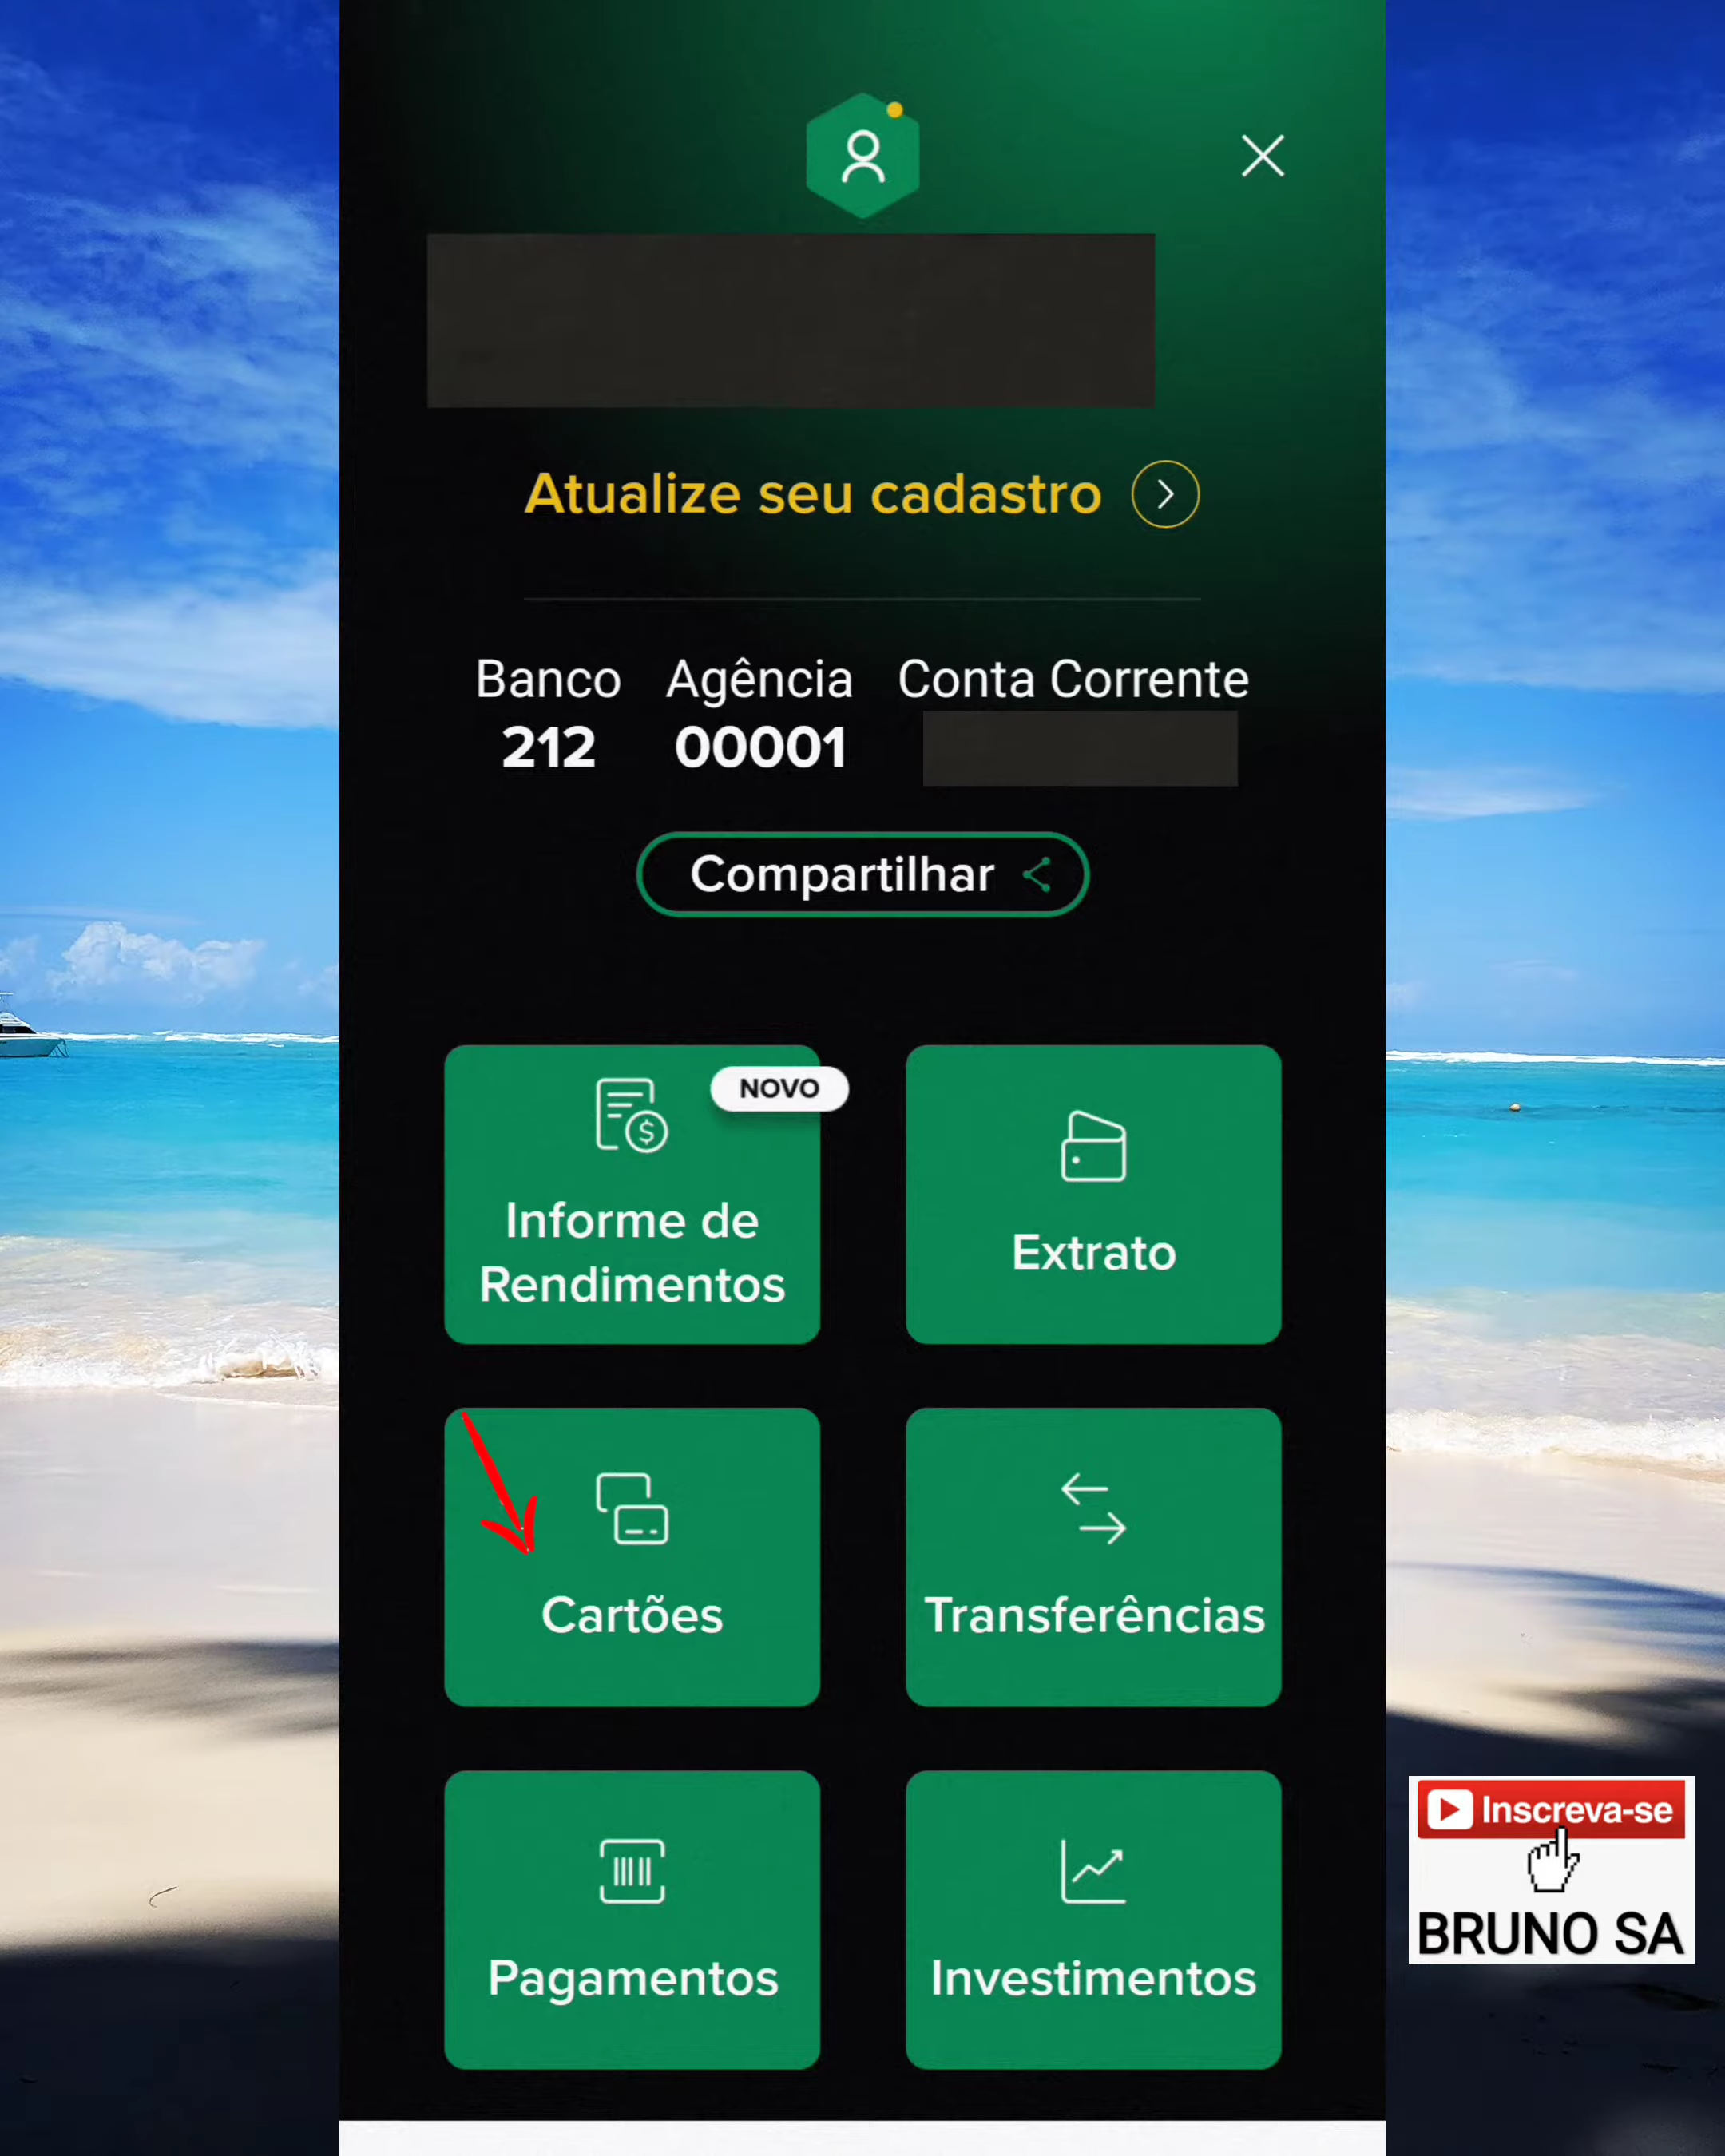 Atualize seu cadastro
Banco Agência Conta Corrente
212 00001
Compartilhar
NOVO
Informe de
Rendimentos
Extrato
Cartões
Transferências
Pagamentos
Investimentos
Inscreva-se
BRUNO SA